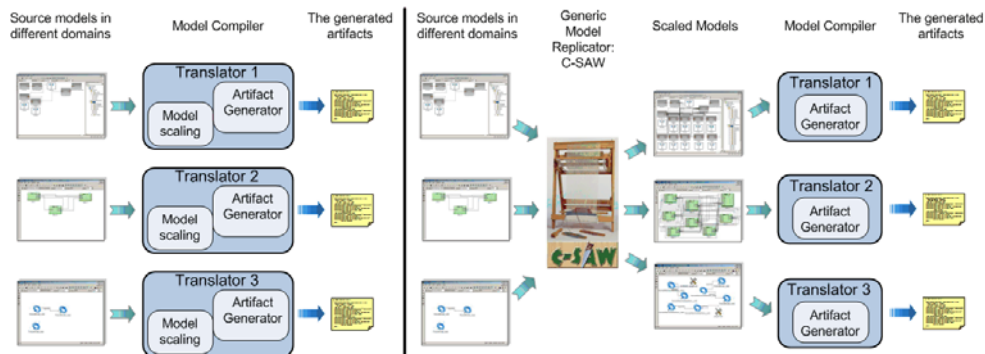 Source models in
different domains
Model Compiler
The generated
artifacts
Translator 1
Model
scaling
Artifact
Generator
Translator 2
Model
scaling
Artifact
Generator
Translator 3
Model
scaling
Artifact
Generator
Source models in
different domains
Generic
Model
Replicator:
C-SAW
Scaled Models
Model Compiler
The generated
artifacts
C-SAW
Translator 1
Artifact
Generator
Translator 2
Artifact
Generator
Translator 3
Artifact
Generator